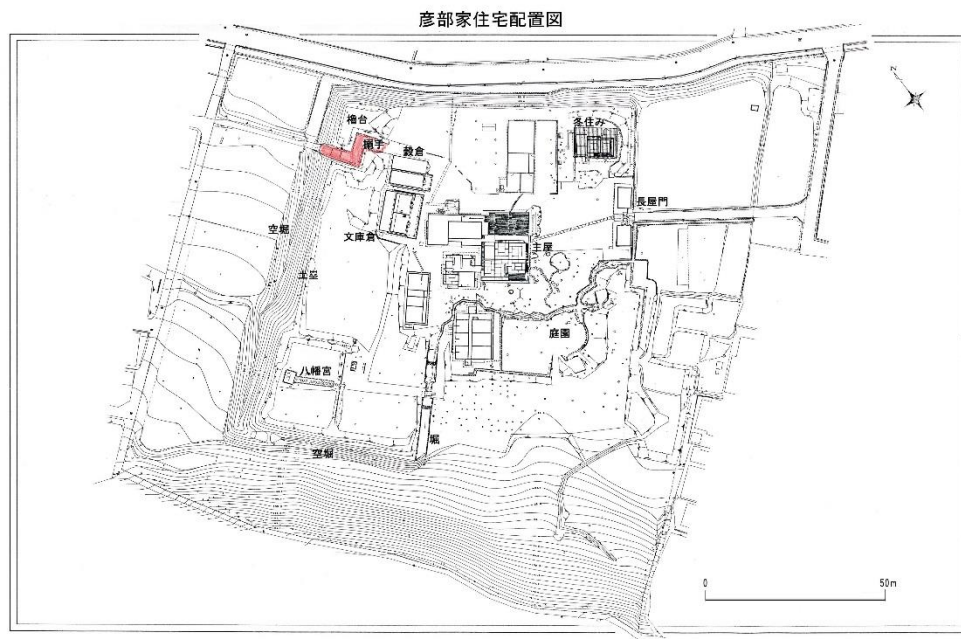 彦部家住宅配置図
N
櫓台
搦手
穀倉
冬住み
長屋門
空堀
文庫倉
主屋
土塁
庭園
八幡宮
堀
空堀
0 50m